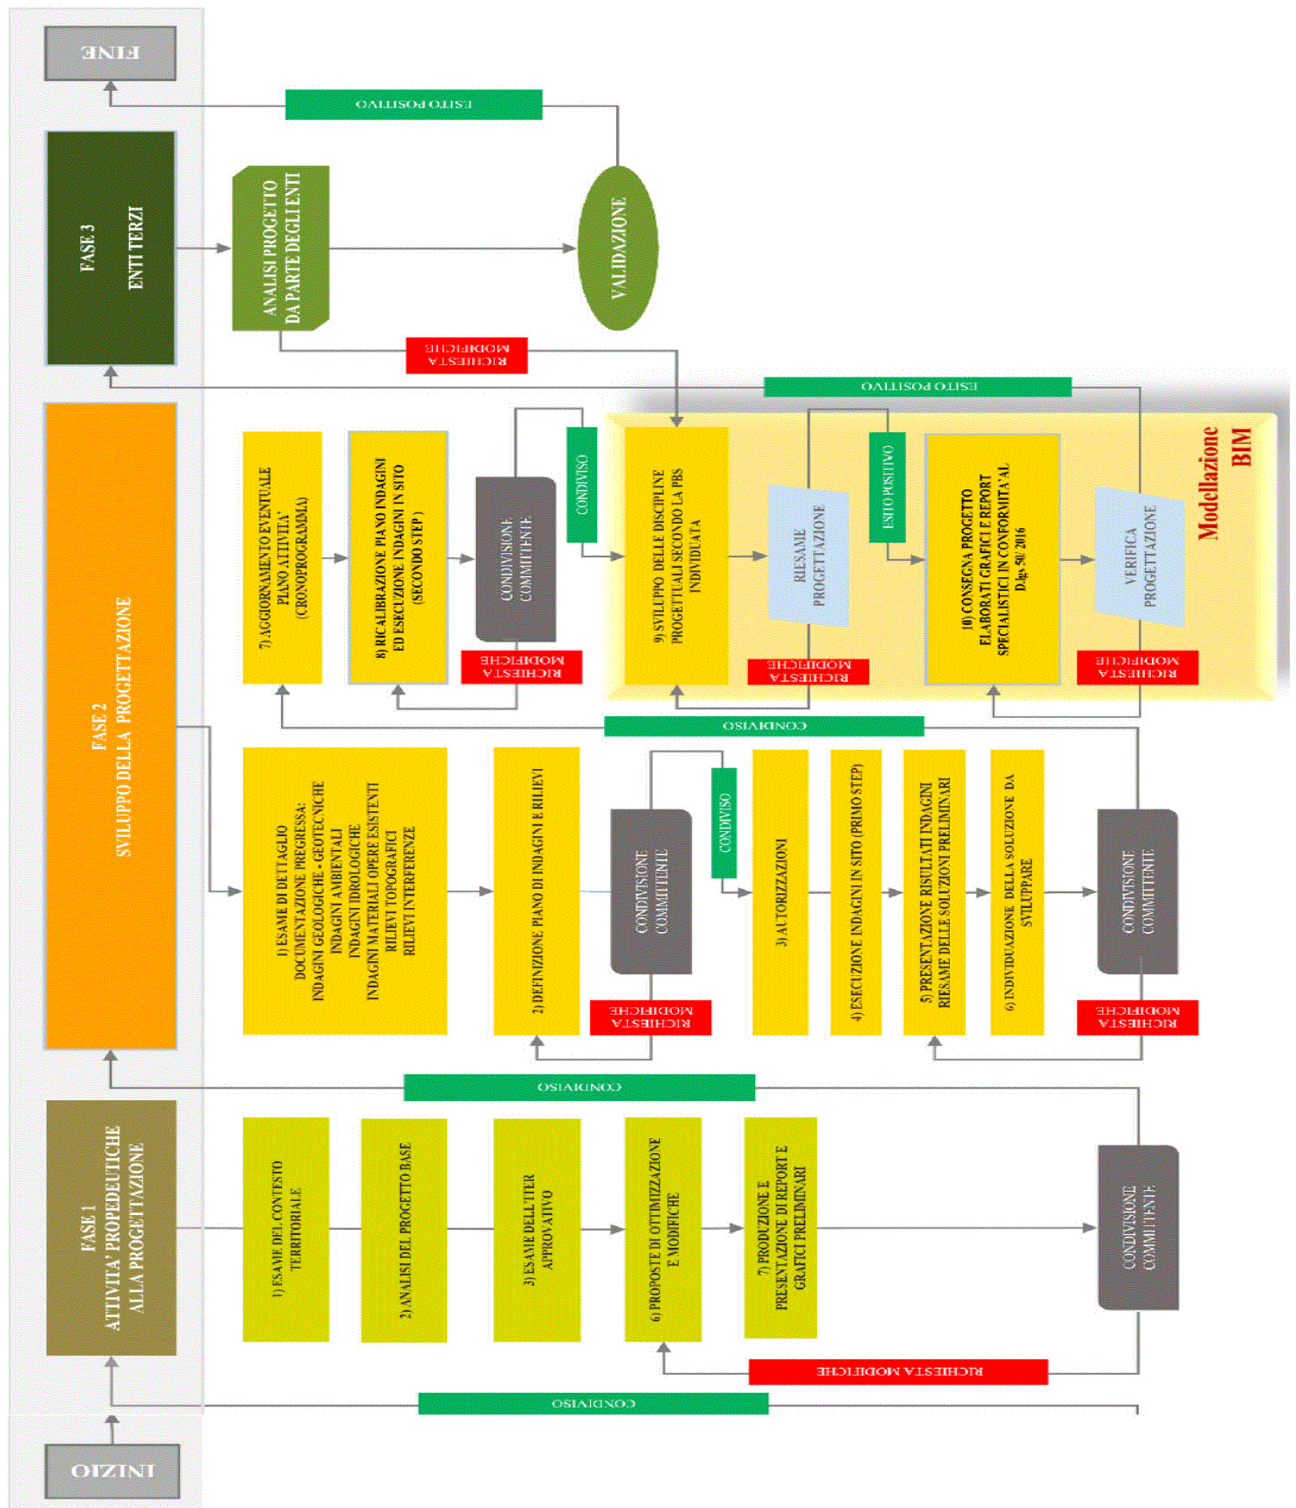 INIZIO
FASE 1
ATTIVITA' PROPEDEUTICHE
ALLA PROGETTAZIONE
FASE 2
SVILUPPO DELLA PROGETTAZIONE
FASE 3
ENTI TERZI
FINE
CONDIVISO
1) ESAME DEL CONTESTO
TERRITORIALE
2) ANALISI DEL PROGETTO BASE
3) ESAME DELL'ITER
APPROVATIVO
6) PROPOSTE DI OTTIMIZZAZIONE
E MODIFICHE
7) PRODUZIONE E
PRESENTAZIONE DI REPORT E
GRAFICI PRELIMINARI
RICHIESTA MODIFICHE
CONDIVISIONE
COMMITTENTE
CONDIVISO
1) ESAME DI DETTAGLIO
DOCUMENTAZIONE PREGRESSA:
INDAGINI GEOLOGICHE - GEOTECNICHE
INDAGINI AMBIENTALI
INDAGINI IDROLOGICHE
INDAGINI MATERIALI OPERE ESISTENTI
RILIEVI TOPOGRAFICI
RILIEVI INTERFERENZE
2) DEFINIZIONE PIANO DI INDAGINI E RILIEVI
RICHIESTA
MODIFICHE
CONDIVISIONE
COMMITTENTE
CONDIVISO
3) AUTORIZZAZIONI
4) ESECUZIONE INDAGINI IN SITO (PRIMO STEP)
5) PRESENTAZIONE RISULTATI INDAGINI
RIESAME DELLE SOLUZIONI PRELIMINARI
6) INDIVIDUAZIONE DELLA SOLUZIONE DA
SVILUPPARE
RICHIESTA
MODIFICHE
CONDIVISIONE
COMMITTENTE
CONDIVISO
7) AGGIORNAMENTO EVENTUALE
PIANO ATTIVITA'
(CRONOPROGRAMMA)
8) RICALIBRAZIONE PIANO INDAGINI
ED ESECUZIONE INDAGINI IN SITO
(SECONDO STEP )
RICHIESTA
MODIFICHE
CONDIVISIONE
COMMITTENTE
CONDIVISO
9) SVILUPPO DELLE DISCIPLINE
PROGETTUALI SECONDO LA PBS
INDIVIDUATA
RICHIESTA
MODIFICHE
RIESAME
PROGETTAZIONE
ESITO POSITIVO
10) CONSEGNA PROGETTO
ELABORATI GRAFICI E REPORT
SPECIALISTICI IN CONFORMITA'AL
D.lgs 50/ 2016
RICHIESTA
MODIFICHE
VERIFICA
PROGETTAZIONE
Modellazione
BIM
ESITO POSITIVO
ANALISI PROGETTO
DA PARTE DEGLI ENTI
RICHIESTA
MODIFICHE
VALIDAZIONE
ESITO POSITIVO